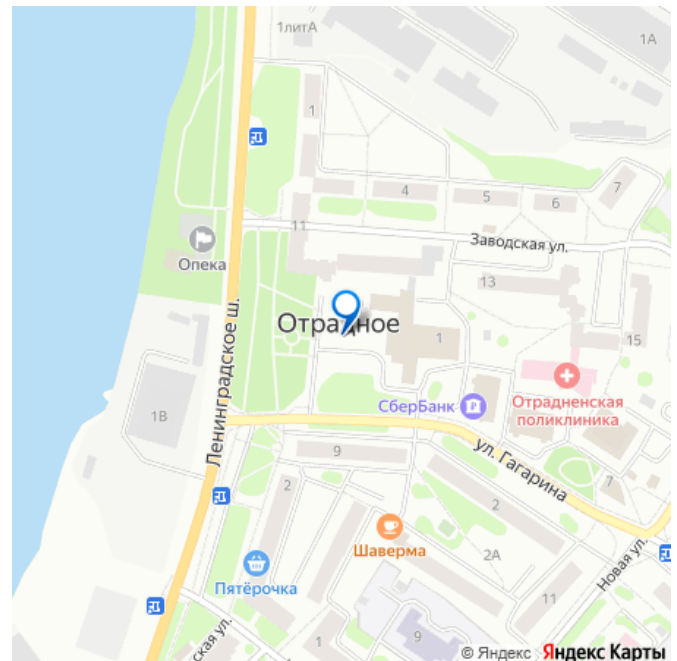 1литА
1А
1
4
5
6
7
11
Заводская ул.
Опека
13
Отрадное
1
15
Ленинградское ш.
1В
СберБанк
Отрадненская
поликлиника
9
ул. Гагарина
2
2
7
Шаверма
2А
Пятёрочка
Новая ул.
11
ская ул.
1
9
© Яндекс Яндекс Карты